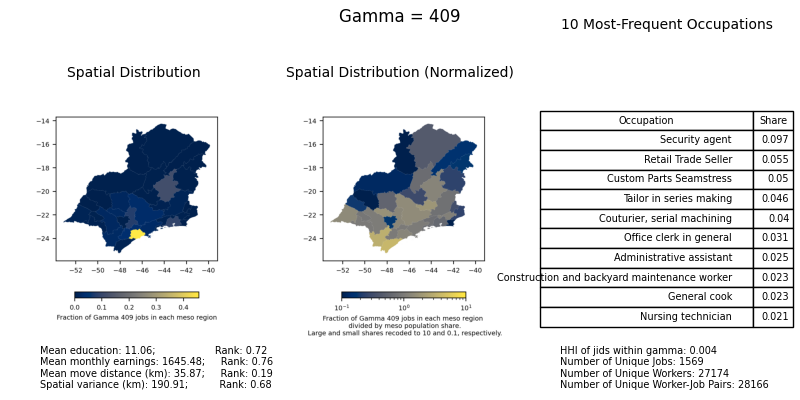 Gamma = 409
10 Most-Frequent Occupations
Spatial Distribution
Spatial Distribution (Normalized)
−14
−16
−18
−20
−22
−24
−52 −50 −48 −46 −44 −42 −40
0.0 0.1 0.2 0.3 0.4
Fraction of Gamma 409 jobs in each meso region
−14
−16
−18
−20
−22
−24
−52 −50 −48 −46 −44 −42 −40
10⁻¹ 10⁰ 10¹
Fraction of Gamma 409 jobs in each meso region
divided by meso population share.
Large and small shares recoded to 10 and 0.1, respectively.
Occupation Share
Security agent 0.097
Retail Trade Seller 0.055
Custom Parts Seamstress 0.05
Tailor in series making 0.046
Couturier, serial machining 0.04
Office clerk in general 0.031
Administrative assistant 0.025
Construction and backyard maintenance worker 0.023
General cook 0.023
Nursing technician 0.021
Mean education: 11.06; Rank: 0.72
Mean monthly earnings: 1645.48; Rank: 0.76
Mean move distance (km): 35.87; Rank: 0.19
Spatial variance (km): 190.91; Rank: 0.68
HHI of jids within gamma: 0.004
Number of Unique Jobs: 1569
Number of Unique Workers: 27174
Number of Unique Worker-Job Pairs: 28166